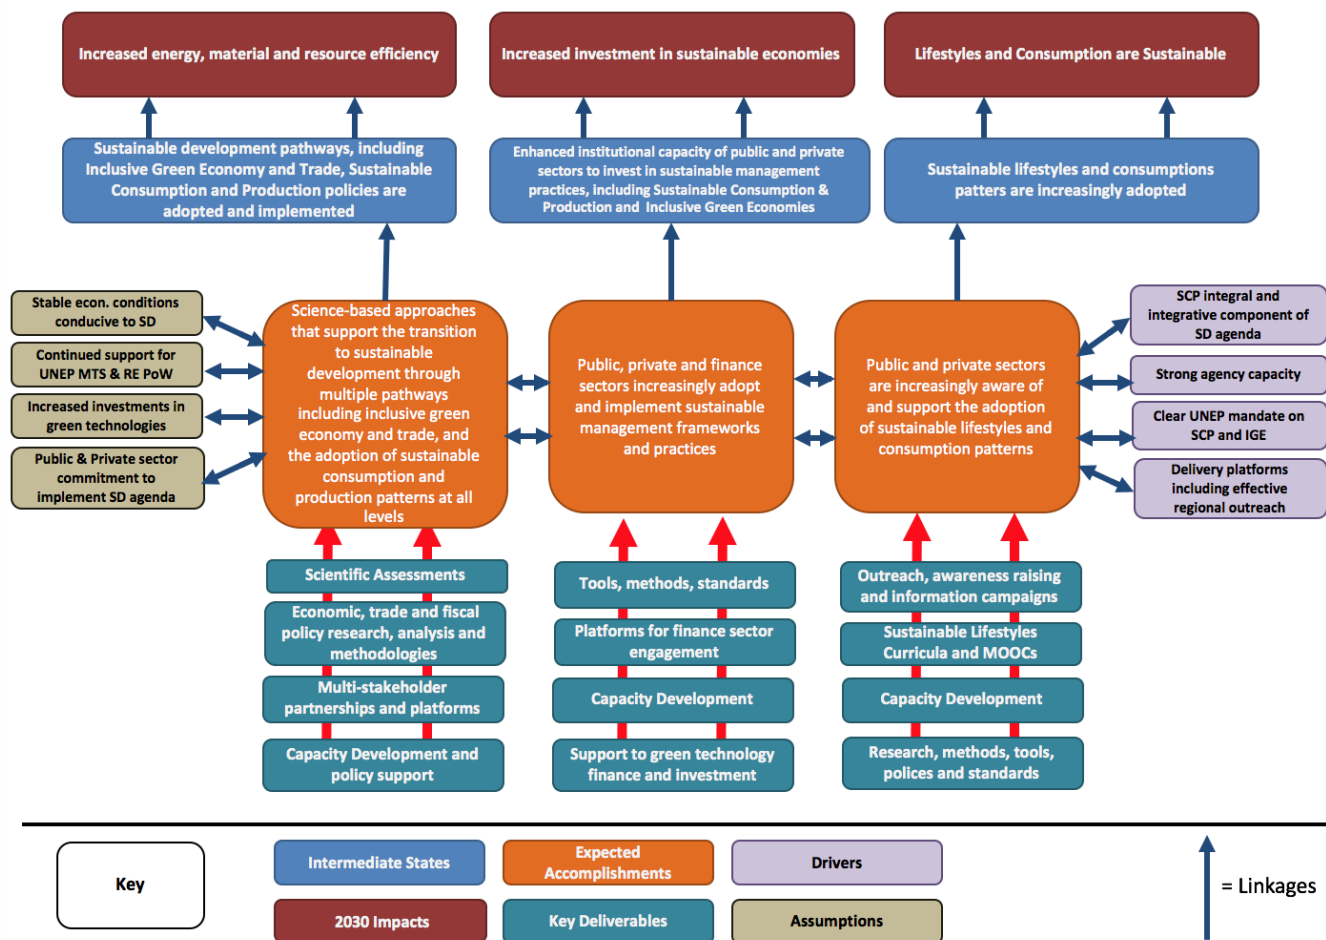 Increased energy, material and resource efficiency
Increased investment in sustainable economies
Lifestyles and Consumption are Sustainable
Sustainable development pathways, including
Inclusive Green Economy and Trade, Sustainable
Consumption and Production policies are
adopted and implemented
Enhanced institutional capacity of public and private
sectors to invest in sustainable management
practices, including Sustainable Consumption &
Production and Inclusive Green Economies
Sustainable lifestyles and consumptions
patters are increasingly adopted
Stable econ. conditions
conducive to SD
Continued support for
UNEP MTS & RE PoW
Increased investments in
green technologies
Public & Private sector
commitment to
implement SD agenda
Science-based approaches
that support the transition
to sustainable
development through
multiple pathways
including inclusive green
economy and trade, and
the adoption of sustainable
consumption and
production patterns at all
levels
Public, private and finance
sectors increasingly adopt
and implement sustainable
management frameworks
and practices
Public and private sectors
are increasingly aware of
and support the adoption
of sustainable lifestyles and
consumption patterns
SCP integral and
integrative component of
SD agenda
Strong agency capacity
Clear UNEP mandate on
SCP and IGE
Delivery platforms
including effective
regional outreach
Scientific Assessments
Economic, trade and fiscal
policy research, analysis and
methodologies
Multi-stakeholder
partnerships and platforms
Capacity Development and
policy support
Tools, methods, standards
Platforms for finance sector
engagement
Capacity Development
Support to green technology
finance and investment
Outreach, awareness raising
and information campaigns
Sustainable Lifestyles
Curricula and MOOCs
Capacity Development
Research, methods, tools,
polices and standards
Key
Intermediate States
Expected
Accomplishments
Drivers
2030 Impacts
Key Deliverables
Assumptions
= Linkages